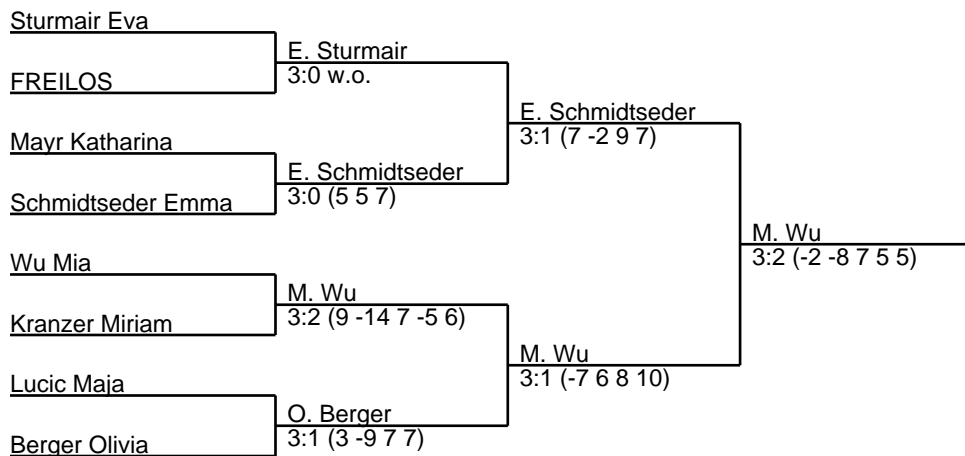 Sturmair Eva
E. Sturmair
3:0 w.o.
FREILOS
E. Schmidtseder
3:1 (7 -2 9 7)
Mayr Katharina
E. Schmidtseder
3:0 (5 5 7)
Schmidtseder Emma
M. Wu
3:2 (-2 -8 7 5 5)
Wu Mia
M. Wu
3:2 (9 -14 7 -5 6)
Kranzer Miriam
M. Wu
3:1 (-7 6 8 10)
Lucic Maja
O. Berger
3:1 (3 -9 7 7)
Berger Olivia